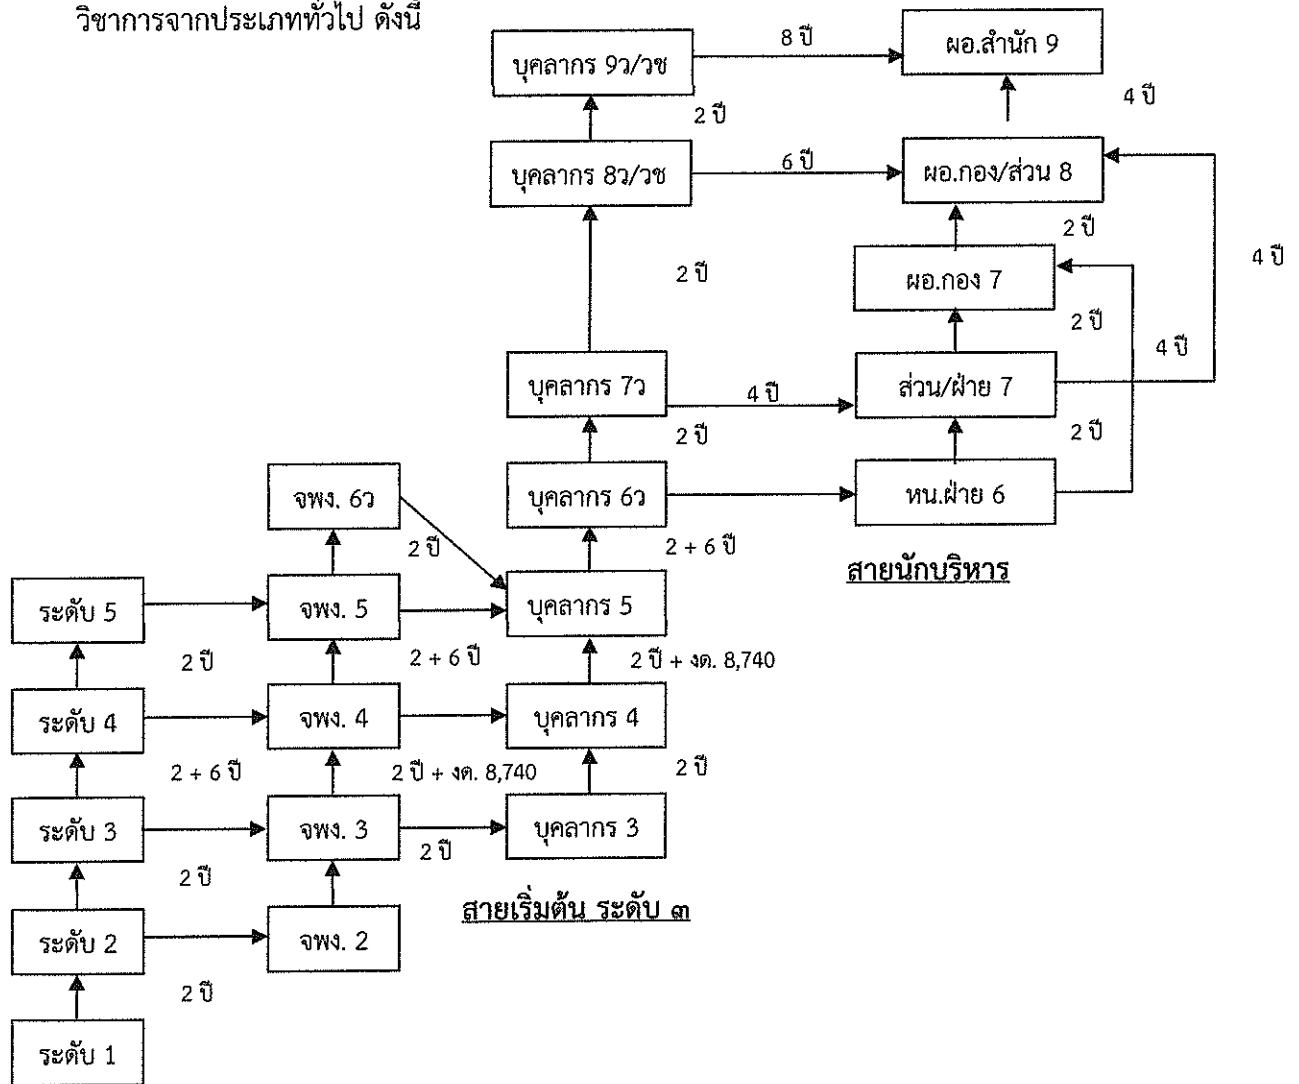 วิชาการจากประเภททั่วไป ดังนี้
8 ปี
ผอ.สำนัก 9
บุคลากร 9ว/วช
2 ปี
4 ปี
บุคลากร 8ว/วช
6 ปี
ผอ.กอง/ส่วน 8
2 ปี
4 ปี
2 ปี
ผอ.กอง 7
2 ปี
4 ปี
บุคลากร 7ว
4 ปี
ส่วน/ฝ่าย 7
2 ปี
2 ปี
จพง. 6ว
บุคลากร 6ว
หน.ฝ่าย 6
2 ปี
2 + 6 ปี
สายนักบริหาร
ระดับ 5
จพง. 5
บุคลากร 5
2 ปี
2 + 6 ปี
2 ปี + งด. 8,740
ระดับ 4
จพง. 4
บุคลากร 4
2 + 6 ปี
2 ปี + งด. 8,740
2 ปี
ระดับ 3
จพง. 3
บุคลากร 3
2 ปี
2 ปี
สายเริ่มต้น ระดับ ๓
ระดับ 2
จพง. 2
2 ปี
ระดับ 1